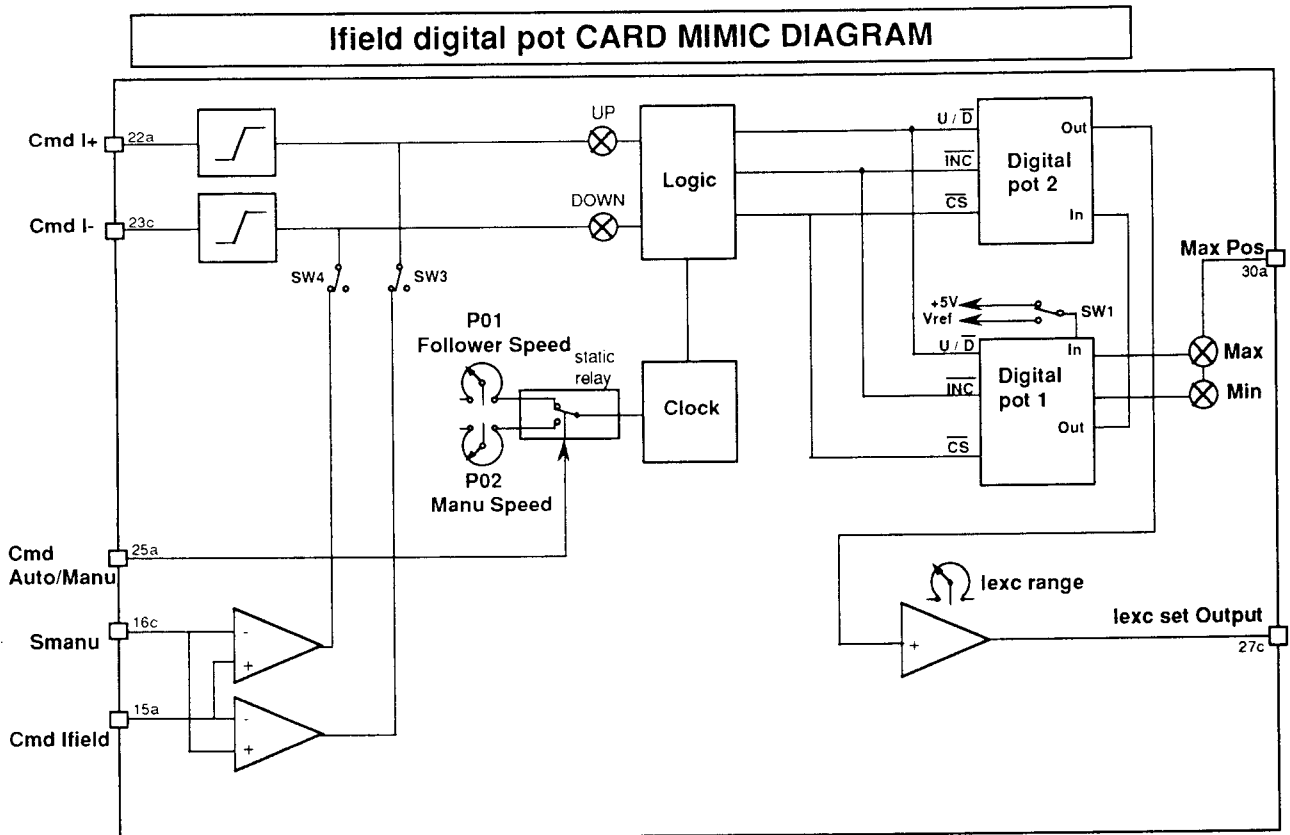 Ifield digital pot CARD MIMIC DIAGRAM
Cmd I+
22a
UP
Logic
U / D
INC
CS
Digital
pot 2
Out
In
Cmd I-
23c
DOWN
SW4
SW3
Max Pos
30a
+5V
Vref
SW1
P01
Follower Speed
static
relay
Clock
U / D
INC
CS
Digital
pot 1
In
Out
Max
Min
P02
Manu Speed
Cmd
Auto/Manu
25a
Smanu
16c
-
+
Cmd Ifield
15a
-
+
Iexc range
+
Iexc set Output
27c